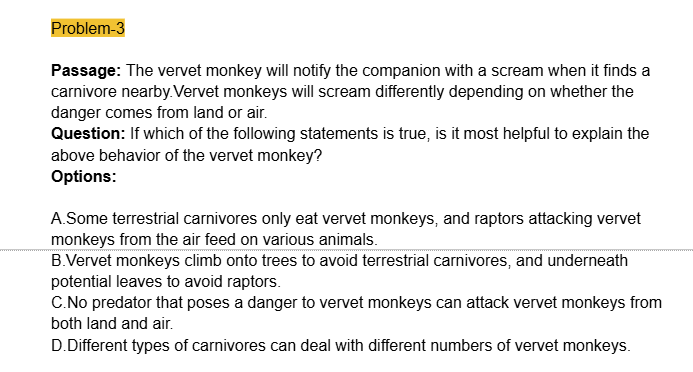 Problem-3
Passage: The vervet monkey will notify the companion with a scream when it finds a
carnivore nearby.Vervet monkeys will scream differently depending on whether the
danger comes from land or air.
Question: If which of the following statements is true, is it most helpful to explain the
above behavior of the vervet monkey?
Options:
A.Some terrestrial carnivores only eat vervet monkeys, and raptors attacking vervet
monkeys from the air feed on various animals.
B.Vervet monkeys climb onto trees to avoid terrestrial carnivores, and underneath
potential leaves to avoid raptors.
C.No predator that poses a danger to vervet monkeys can attack vervet monkeys from
both land and air.
D.Different types of carnivores can deal with different numbers of vervet monkeys.